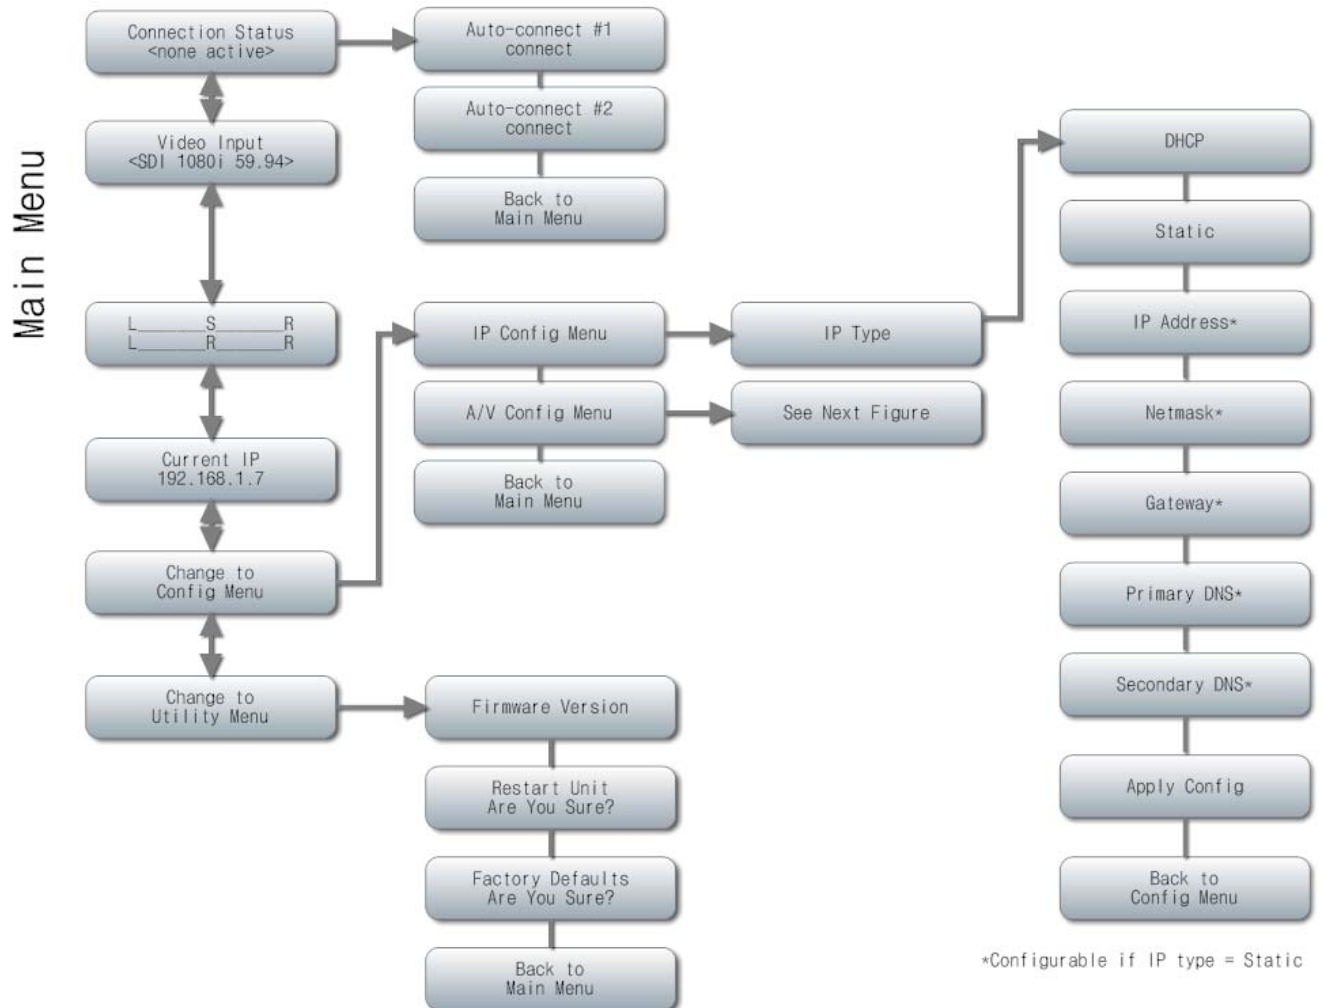 Main Menu
Connection Status
<none active>
Video Input
<SDI 1080i 59.94>
L______S______R
L______R______R
Current IP
192.168.1.7
Change to
Config Menu
Change to
Utility Menu
Auto-connect #1
connect
Auto-connect #2
connect
Back to
Main Menu
IP Config Menu
A/V Config Menu
Back to
Main Menu
IP Type
See Next Figure
Firmware Version
Restart Unit
Are You Sure?
Factory Defaults
Are You Sure?
Back to
Main Menu
DHCP
Static
IP Address*
Netmask*
Gateway*
Primary DNS*
Secondary DNS*
Apply Config
Back to
Config Menu
*Configurable if IP type = Static